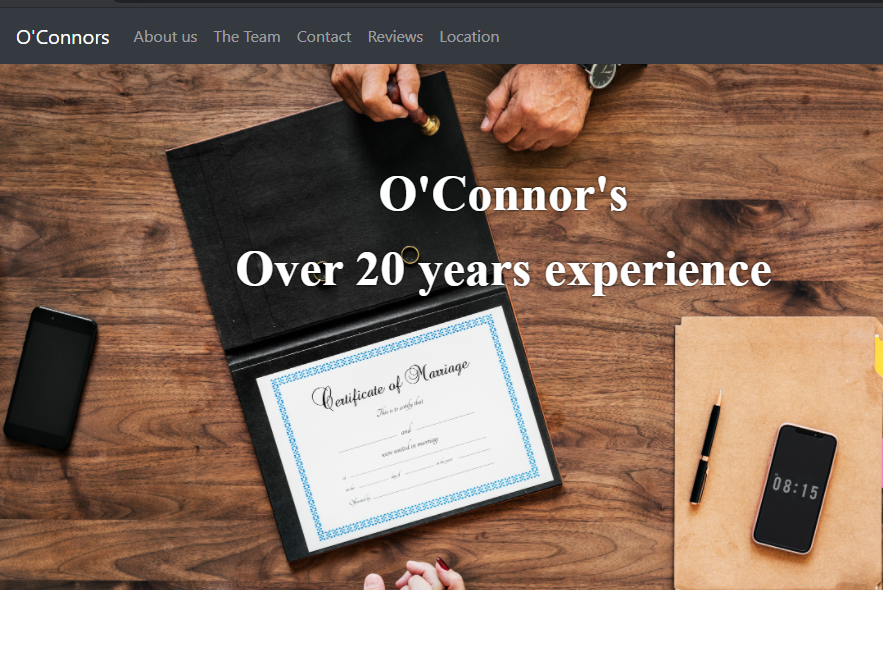 O'Connors About us The Team Contact Reviews Location
O'Connor's
Over 20 years experience
Certificate of Marriage
This is to certify that
and
were united in marriage
08:15